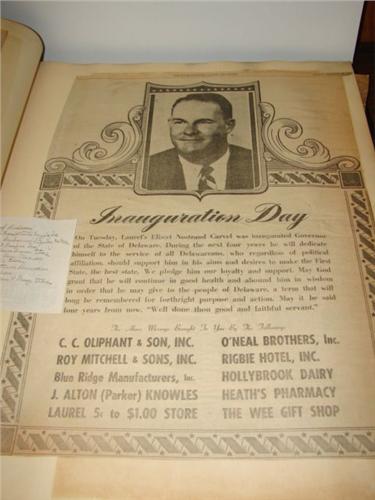 Inauguration Day
On Tuesday, Laurel's Elbert Nostrand Carvel was inaugurated Governor
of the State of Delaware. During the next four years he will dedicate
himself to the service of all Delawareans, who regardless of political
affiliation, should support him in his aims and desires to make the First
State, the best State. We pledge him our loyalty and support. May God
grant that he will continue in good health and abound in wisdom
in order that he may give to the people of Delaware, a term that will
long be remembered for forthright purpose and action. May it be said
four years from now, "Well done thou good and faithful servant."
The Above Message Brought To You By The Following:
C. C. OLIPHANT & SON, INC. O'NEAL BROTHERS, Inc.
ROY MITCHELL & SONS, INC. RIGBIE HOTEL, INC.
Blue Ridge Manufacturers, Inc. HOLLYBROOK DAIRY
J. ALTON (Parker) KNOWLES HEATH'S PHARMACY
LAUREL 5c to $1.00 STORE THE WEE GIFT SHOP